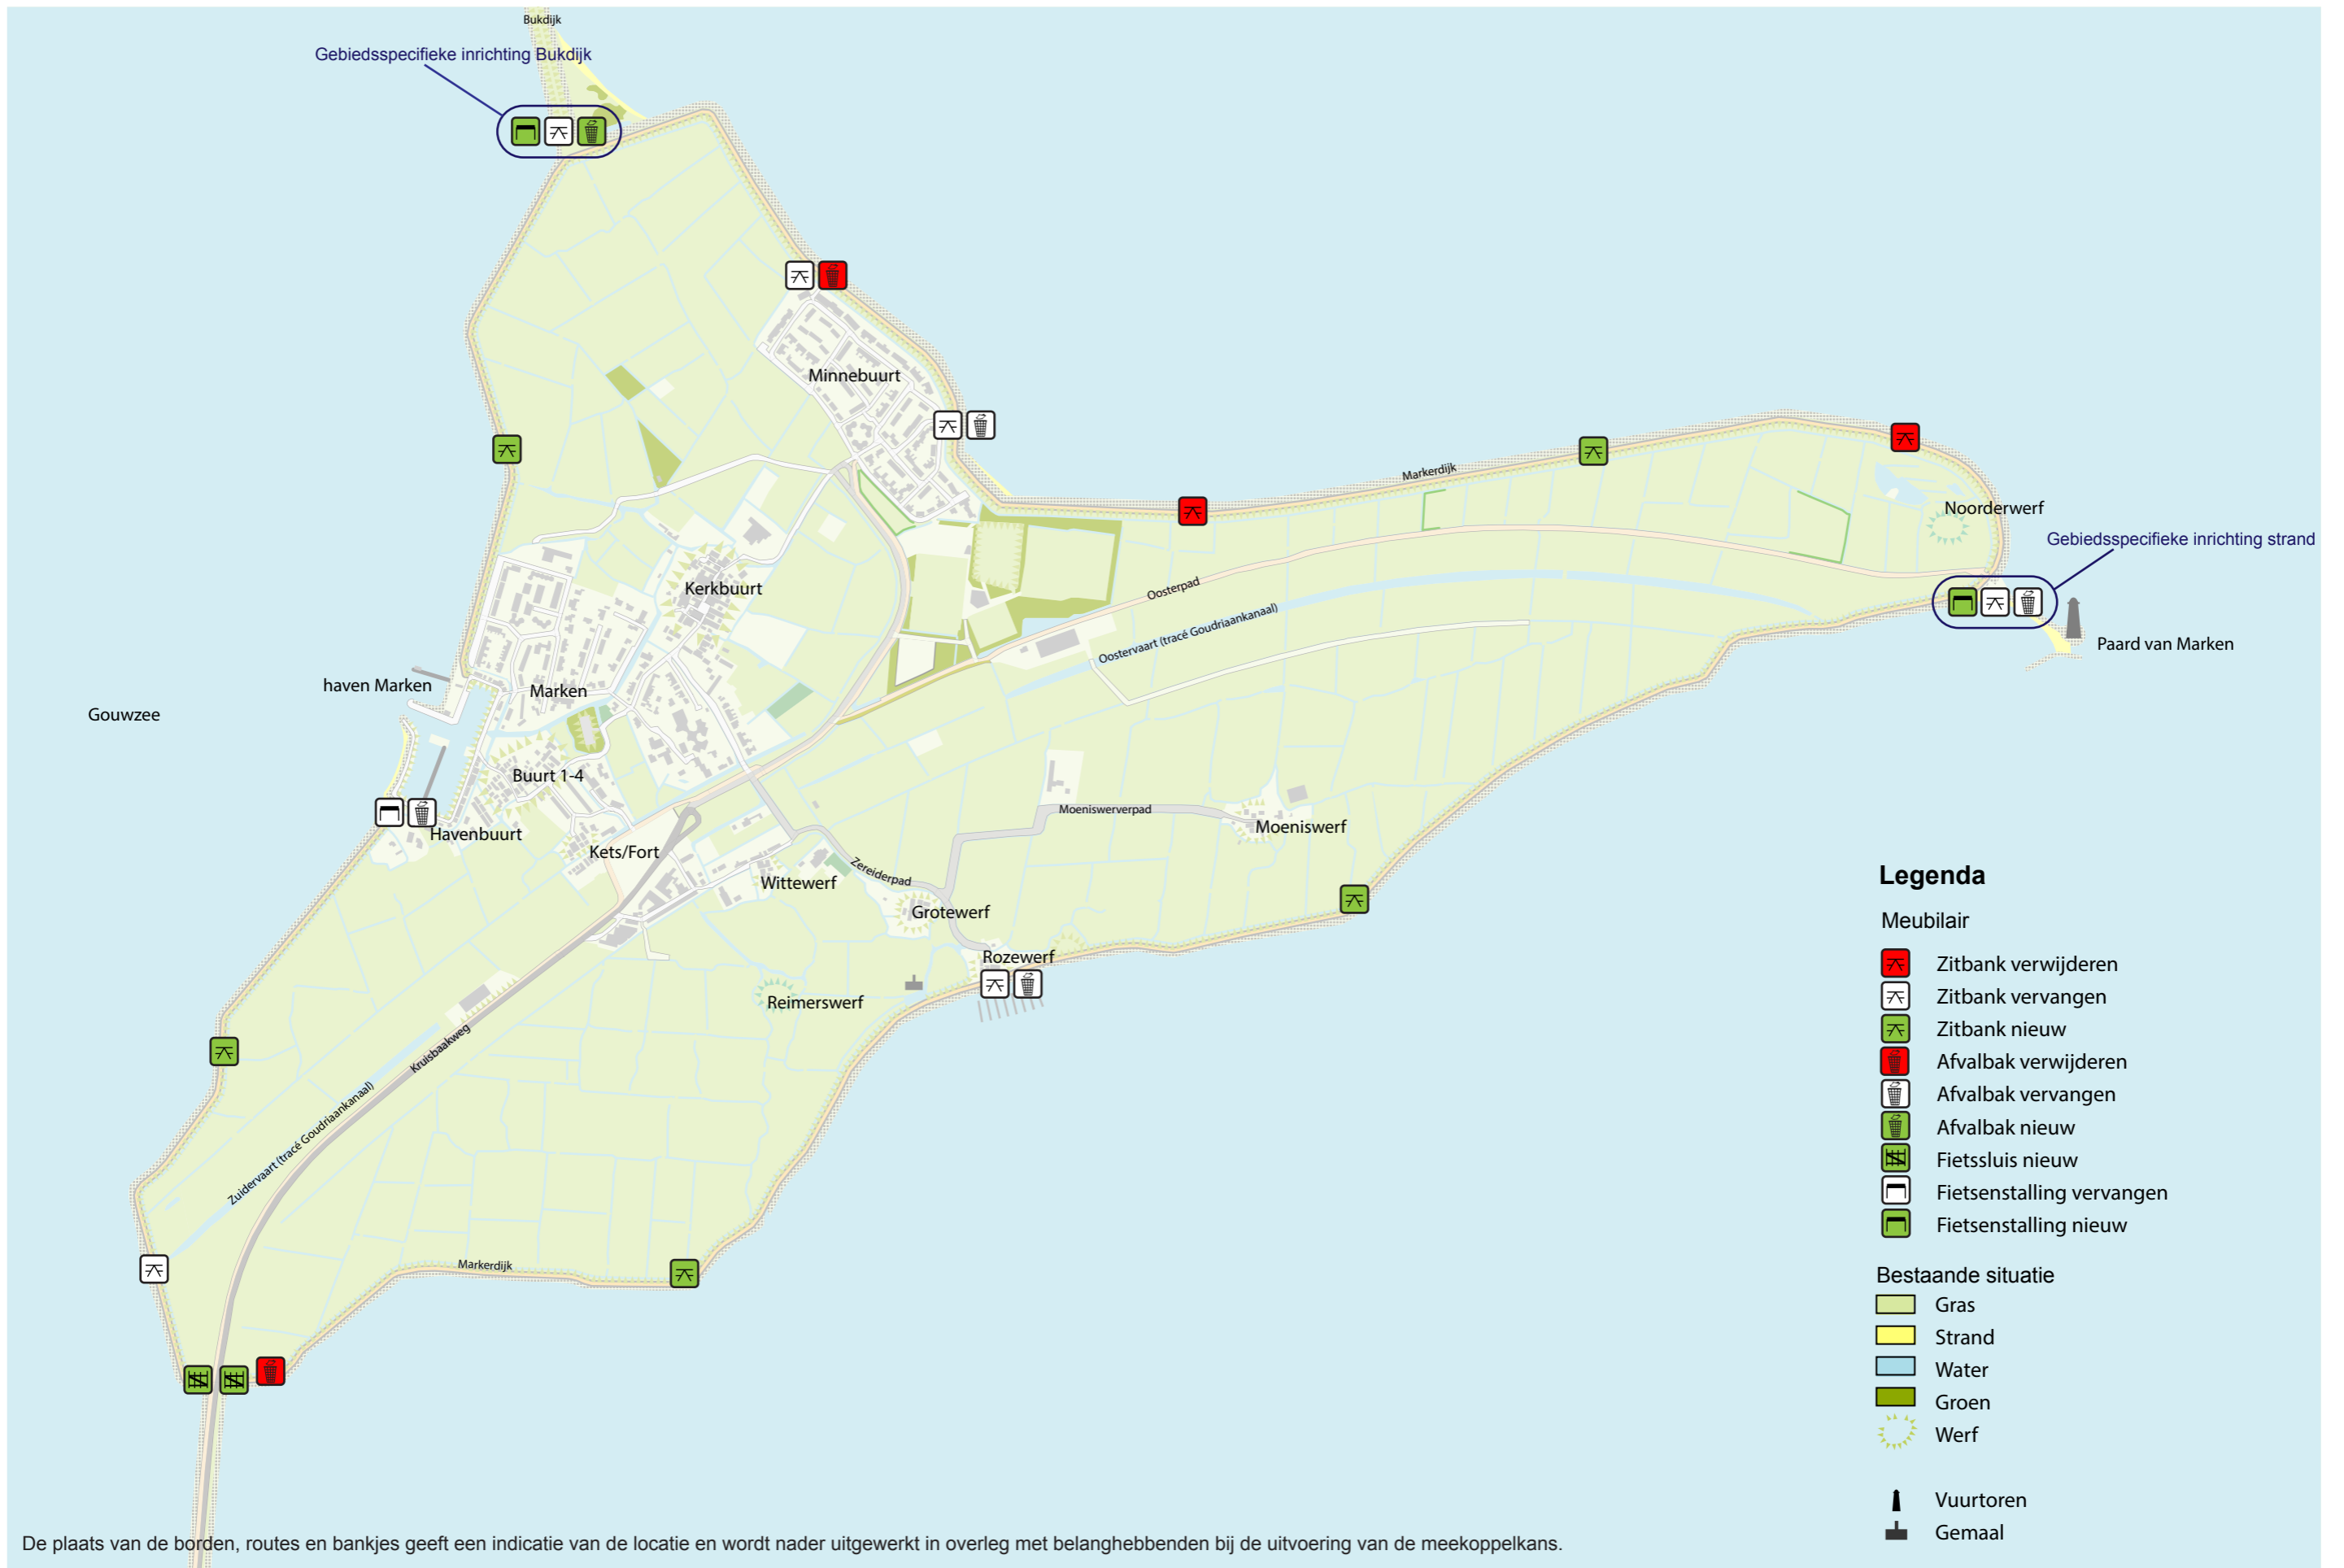 Bukdijk
Gebiedsspecifieke inrichting Bukdijk
Minnebuurt
Markerdijk
Noorderwerf
Gebiedsspecifieke inrichting strand
Kerkbuurt
Oosterpad
Oostervaart (tracé Goudriaankanaal)
Paard van Marken
haven Marken
Marken
Gouwzee
Buurt 1-4
Havenbuurt
Moeniswerverpad
Moeniswerf
Kets/Fort
Zereiderpad
Wittewerf
Grotewerf
Rozewerf
Reimerswerf
Kruisbaakweg
Zuidervaart (tracé Goudriaankanaal)
Markerdijk
Legenda
Meubilair
Zitbank verwijderen
Zitbank vervangen
Zitbank nieuw
Afvalbak verwijderen
Afvalbak vervangen
Afvalbak nieuw
Fietssluis nieuw
Fietsenstalling vervangen
Fietsenstalling nieuw
Bestaande situatie
Gras
Strand
Water
Groen
Werf
Vuurtoren
Gemaal
De plaats van de borden, routes en bankjes geeft een indicatie van de locatie en wordt nader uitgewerkt in overleg met belanghebbenden bij de uitvoering van de meekoppelkans.